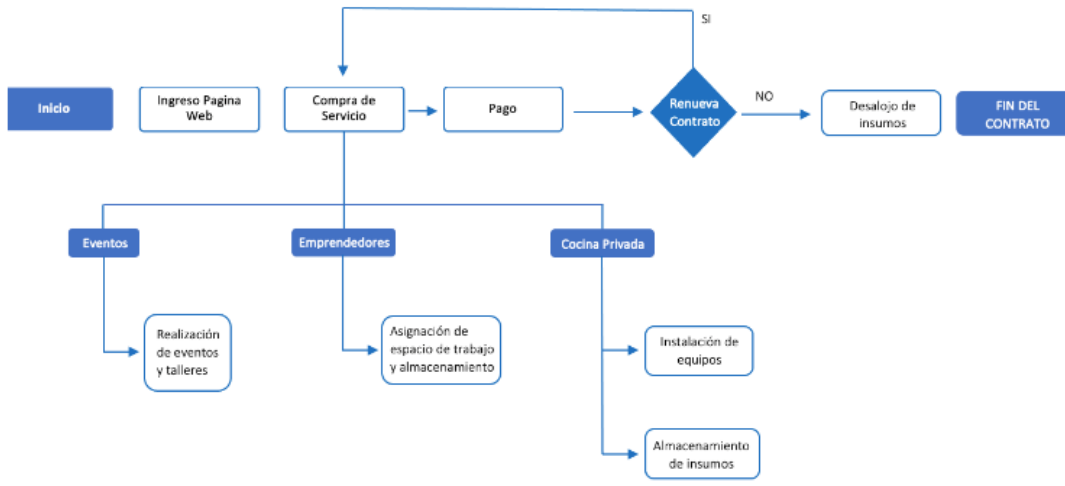 SI
Inicio
Ingreso Pagina
Web
Compra de
Servicio
Pago
Renueva
Contrato
NO
Desalojo de
insumos
FIN DEL
CONTRATO
Eventos
Emprendedores
Cocina Privada
Realización
de eventos
y talleres
Asignación de
espacio de trabajo
y almacenamiento
Instalación de
equipos
Almacenamiento
de insumos